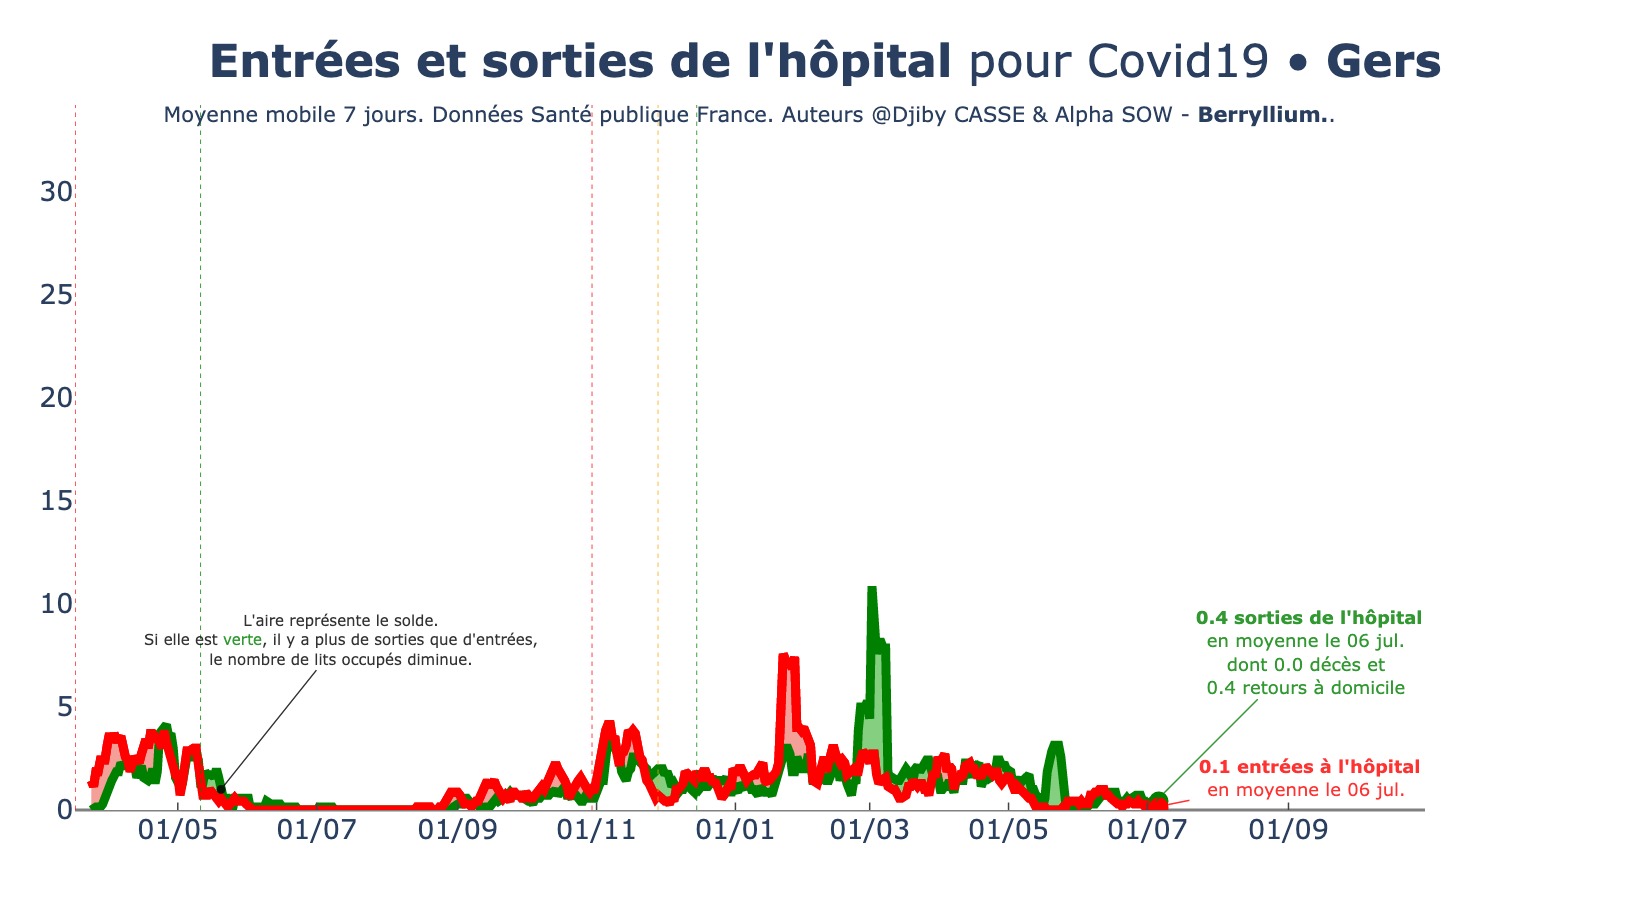 Entrées et sorties de l'hôpital pour Covid19 • Gers
Moyenne mobile 7 jours. Données Santé publique France. Auteurs @Djiby CASSE & Alpha SOW - Berryllium..
30
25
20
15
10
5
0
L'aire représente le solde.
Si elle est verte, il y a plus de sorties que d'entrées,
le nombre de lits occupés diminue.
0.4 sorties de l'hôpital
en moyenne le 06 jul.
dont 0.0 décès et
0.4 retours à domicile
0.1 entrées à l'hôpital
en moyenne le 06 jul.
01/05 01/07 01/09 01/11 01/01 01/03 01/05 01/07 01/09